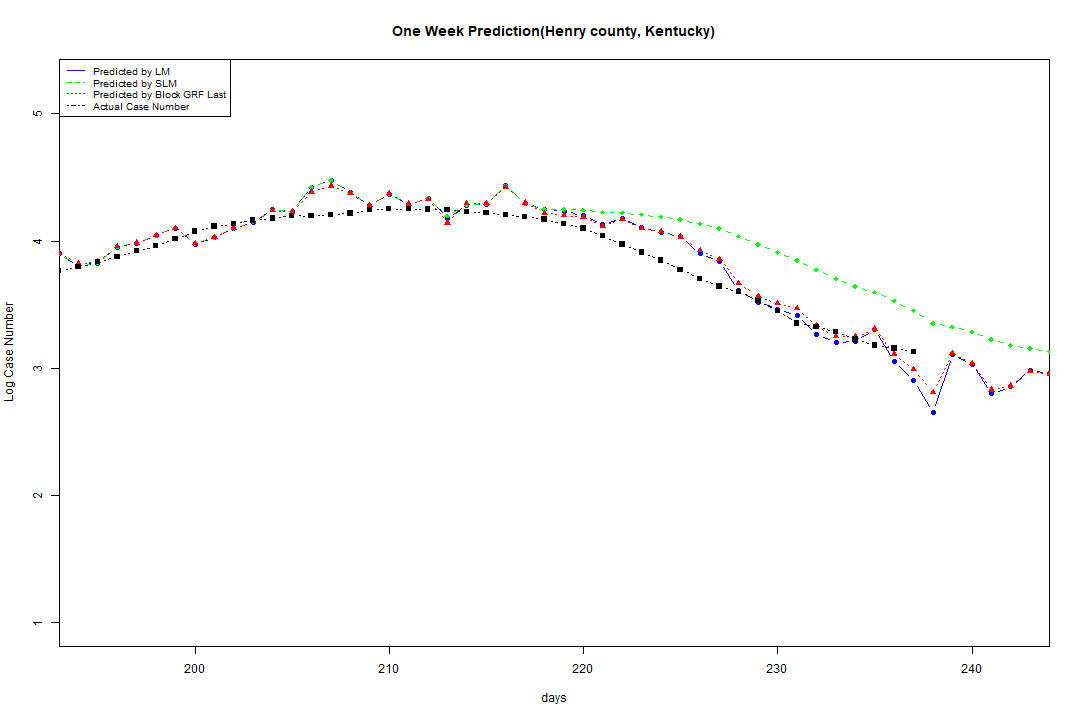 One Week Prediction(Henry county, Kentucky)
Predicted by LM
Predicted by SLM
Predicted by Block GRF Last
Actual Case Number
5
4
3
2
1
Log Case Number
200 210 220 230 240
days